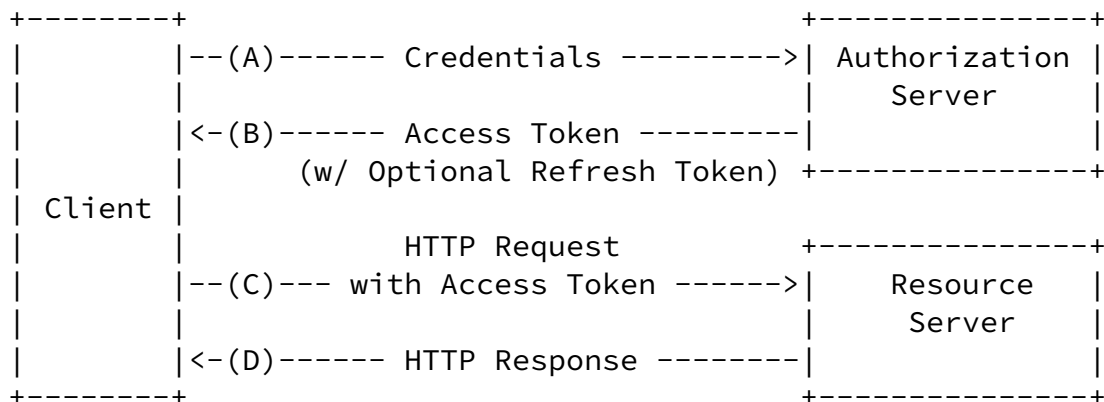 --(A)------ Credentials --------->| Authorization
Server
<-(B)------ Access Token ---------
(w/ Optional Refresh Token)
Client
HTTP Request
--(C)--- with Access Token ------>| Resource
Server
<-(D)------ HTTP Response --------